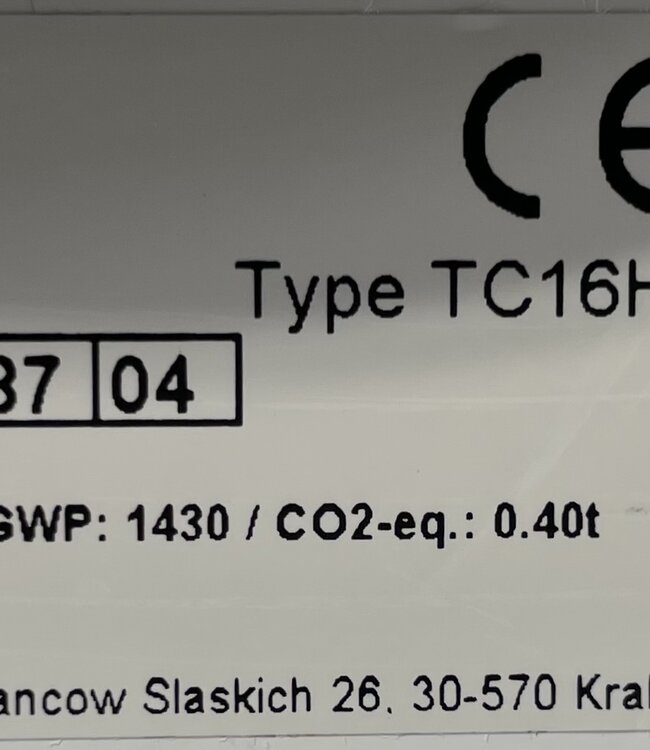 CE
Type TC16H
37 04
GWP: 1430 / CO2-eq.: 0.40t
ancow Slaskich 26. 30-570 Kra